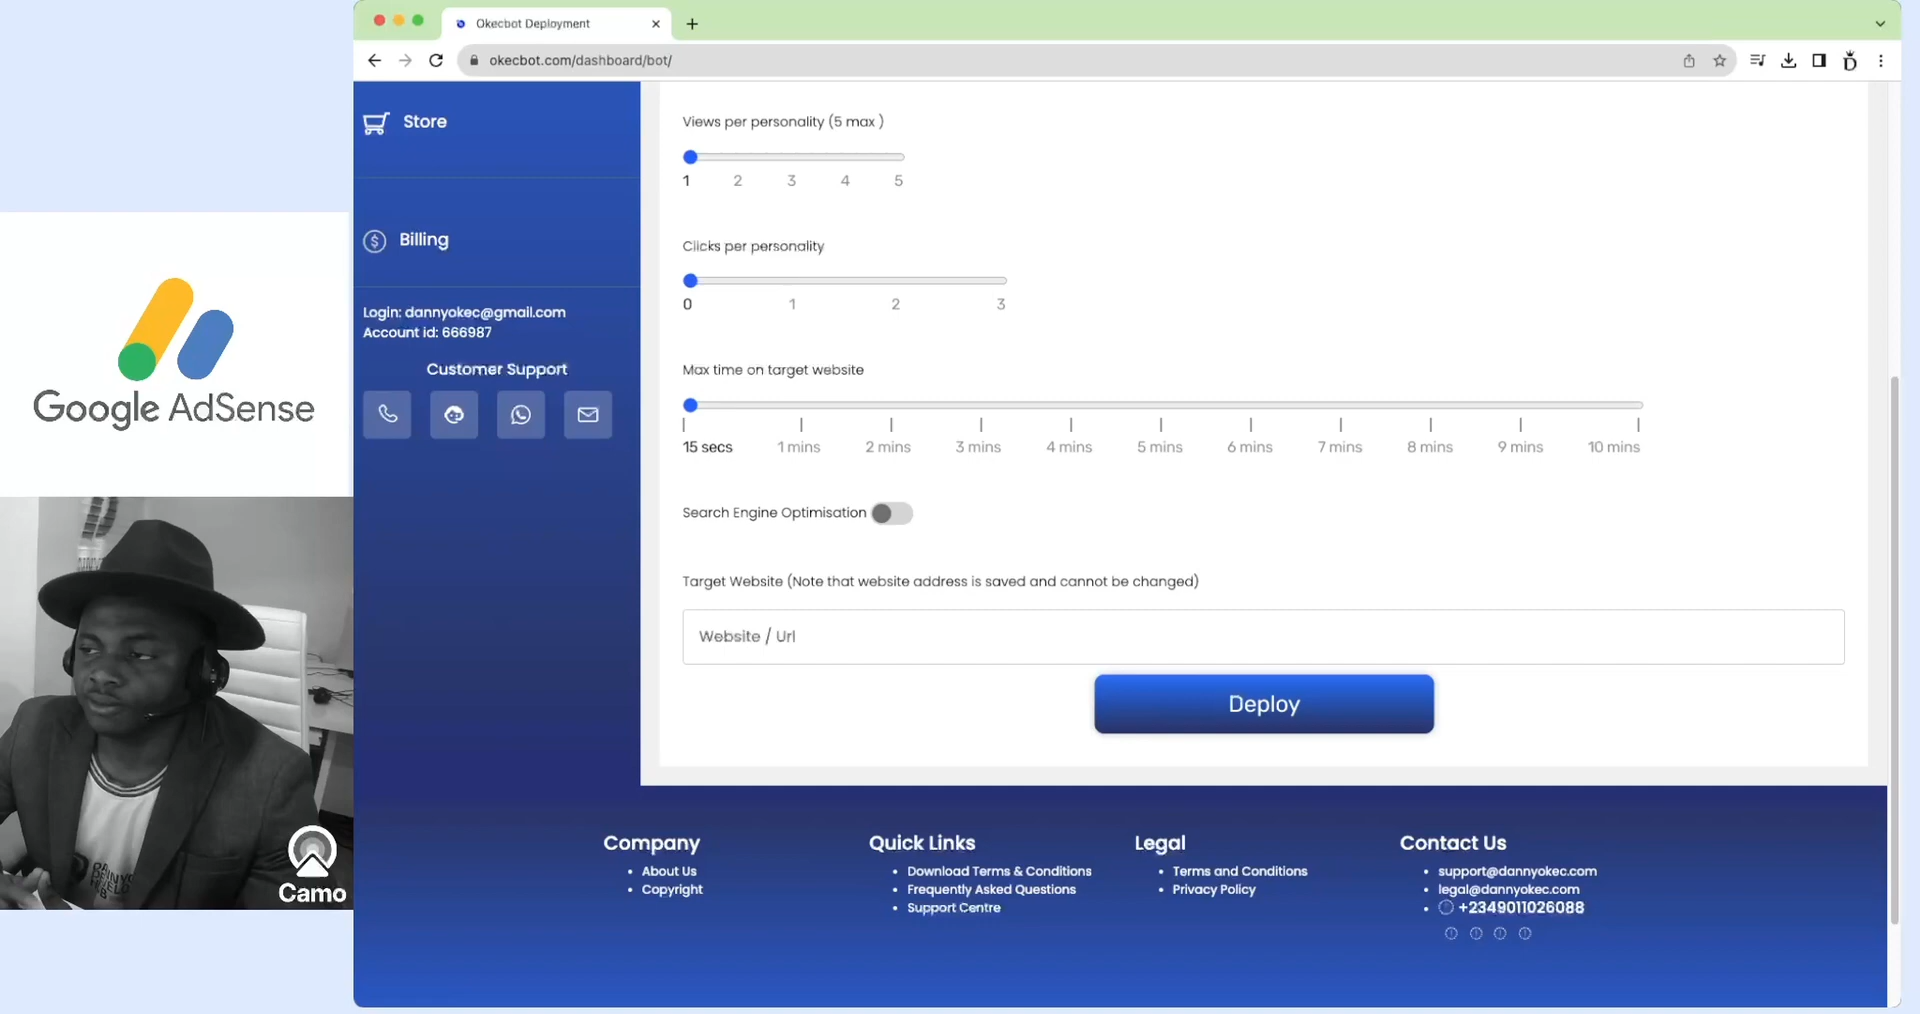 Okecbot Deployment
okecbot.com/dashboard/bot/
Store
Billing
Login: dannyokec@gmail.com
Account id: 666987
Customer Support
Views per personality (5 max )
1 2 3 4 5
Clicks per personality
0 1 2 3
Max time on target website
15 secs 1 mins 2 mins 3 mins 4 mins 5 mins 6 mins 7 mins 8 mins 9 mins 10 mins
Search Engine Optimisation
Target Website (Note that website address is saved and cannot be changed)
Website / Url
Deploy
Company
About Us
Copyright
Quick Links
Download Terms & Conditions
Frequently Asked Questions
Support Centre
Legal
Terms and Conditions
Privacy Policy
Contact Us
support@dannyokec.com
legal@dannyokec.com
+2349011026088
Google AdSense
Camo